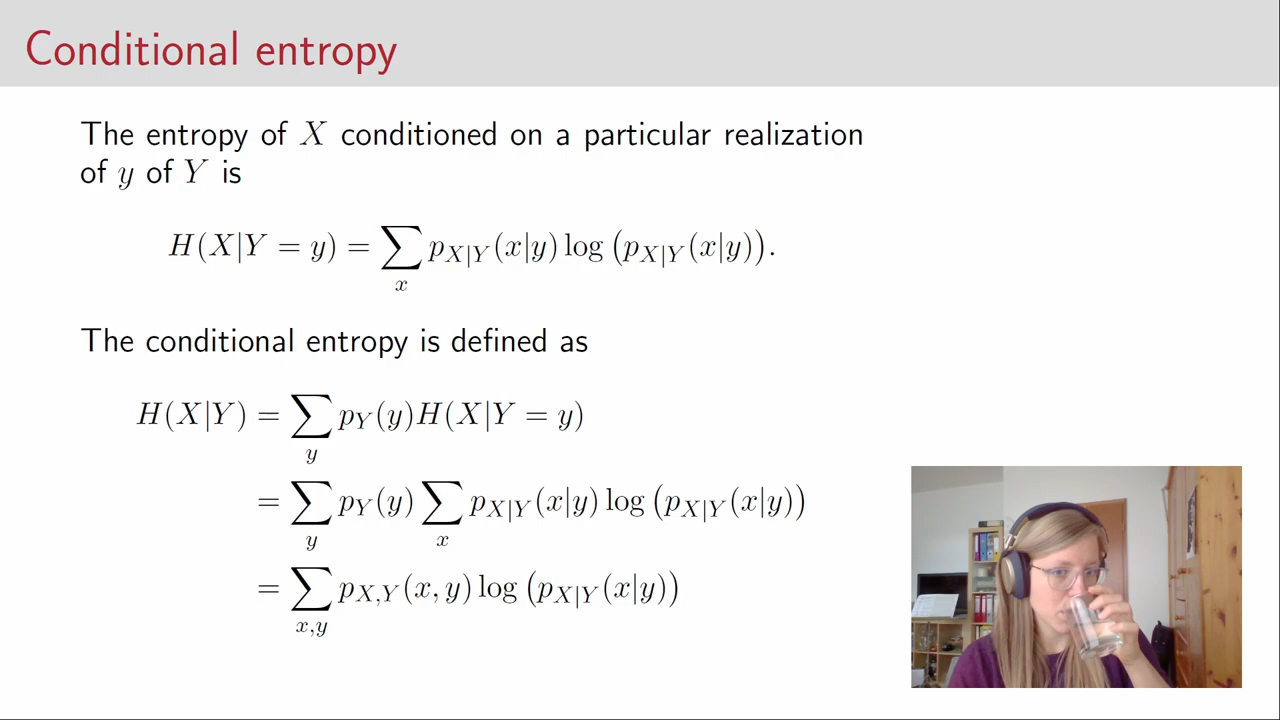 Conditional entropy
The entropy of X conditioned on a particular realization
of y of Y is
H(X|Y = y) = ∑_x p_{X|Y}(x|y) log (p_{X|Y}(x|y)).
The conditional entropy is defined as
H(X|Y) = ∑_y p_Y(y)H(X|Y = y)
= ∑_y p_Y(y) ∑_x p_{X|Y}(x|y) log (p_{X|Y}(x|y))
= ∑_{x,y} p_{X,Y}(x, y) log (p_{X|Y}(x|y))